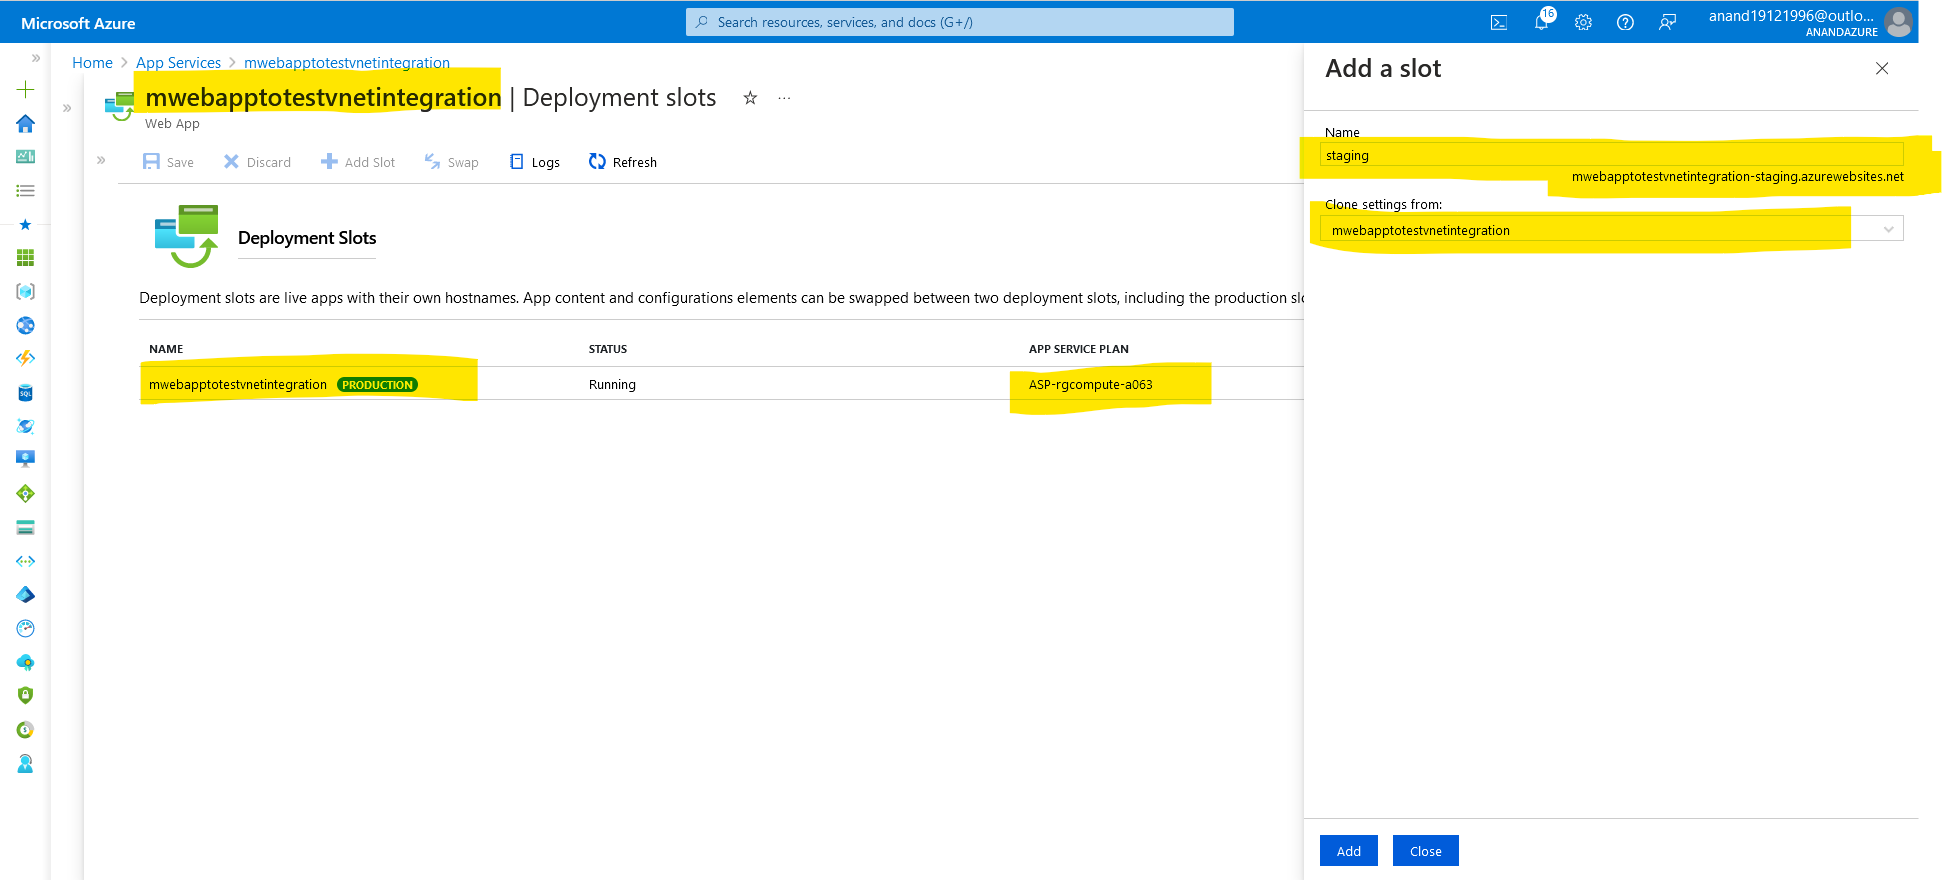 Microsoft Azure
Search resources, services, and docs (G+/)
16
anand19121996@outlo...
ANANDAZURE
Home > App Services > mwebapptotestvnetintegration
mwebapptotestvnetintegration | Deployment slots
...
Web App
Save
Discard
Add Slot
Swap
Logs
Refresh
Deployment Slots
Deployment slots are live apps with their own hostnames. App content and configurations elements can be swapped between two deployment slots, including the production slo
NAME
STATUS
APP SERVICE PLAN
mwebapptotestvnetintegration PRODUCTION
Running
ASP-rgcompute-a063
Add a slot
Name
staging
mwebapptotestvnetintegration-staging.azurewebsites.net
Clone settings from:
mwebapptotestvnetintegration
Add
Close
SQL